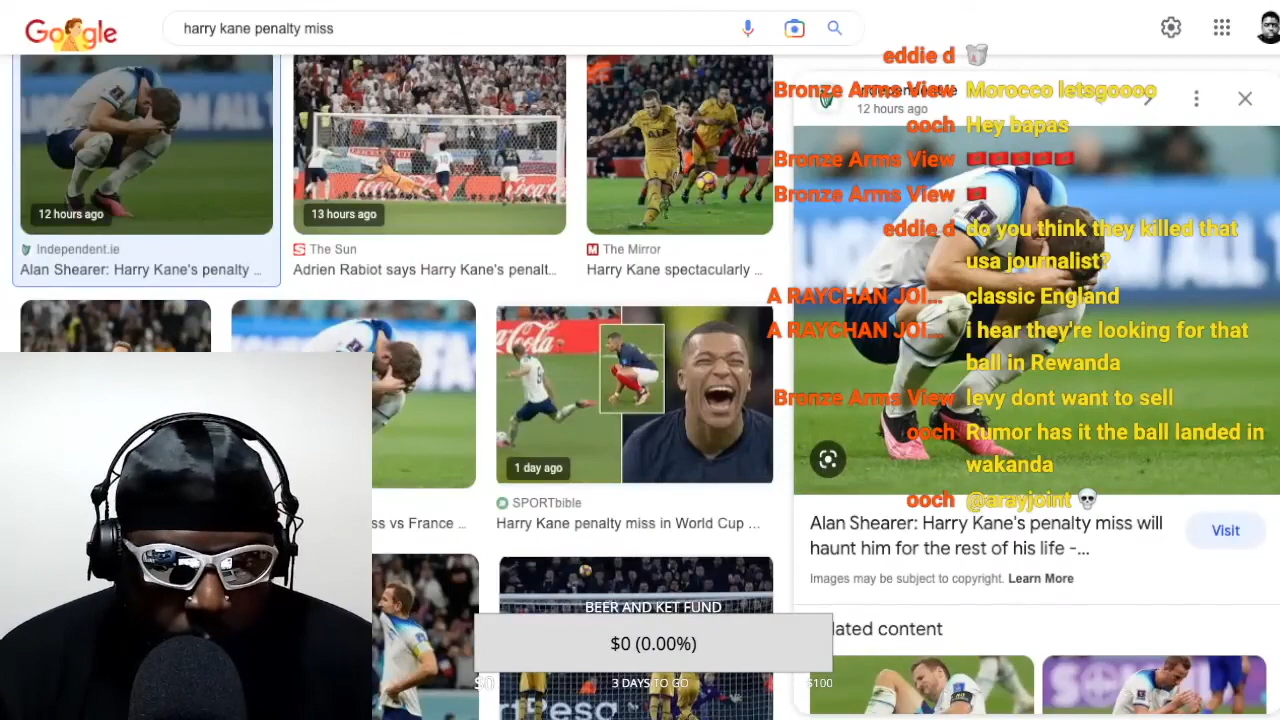 Google
harry kane penalty miss
12 hours ago
Independent.ie
Alan Shearer: Harry Kane's penalty ...
13 hours ago
The Sun
Adrien Rabiot says Harry Kane's penalt...
The Mirror
Harry Kane spectacularly ...
ss vs France ...
1 day ago
SPORTbible
Harry Kane penalty miss in World Cup ...
BEER AND KET FUND
$0 (0.00%)
$0
3 DAYS TO GO
$100
12 hours ago
eddie d
Bronze Arms View Morocco letsgoooo
ooch Hey bapas
Bronze Arms View
Bronze Arms View
eddie d do you think they killed that
usa journalist?
A RAYCHAN JOI... classic England
A RAYCHAN JOI... i hear they're looking for that
ball in Rewanda
Bronze Arms View levy dont want to sell
ooch Rumor has it the ball landed in
wakanda
ooch @arayjoint
Alan Shearer: Harry Kane's penalty miss will
haunt him for the rest of his life -...
Visit
Images may be subject to copyright. Learn More
lated content